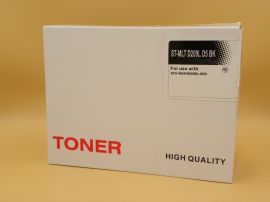 ST-MLT D209L D5 BK
For use with
TONER
HIGH QUALITY